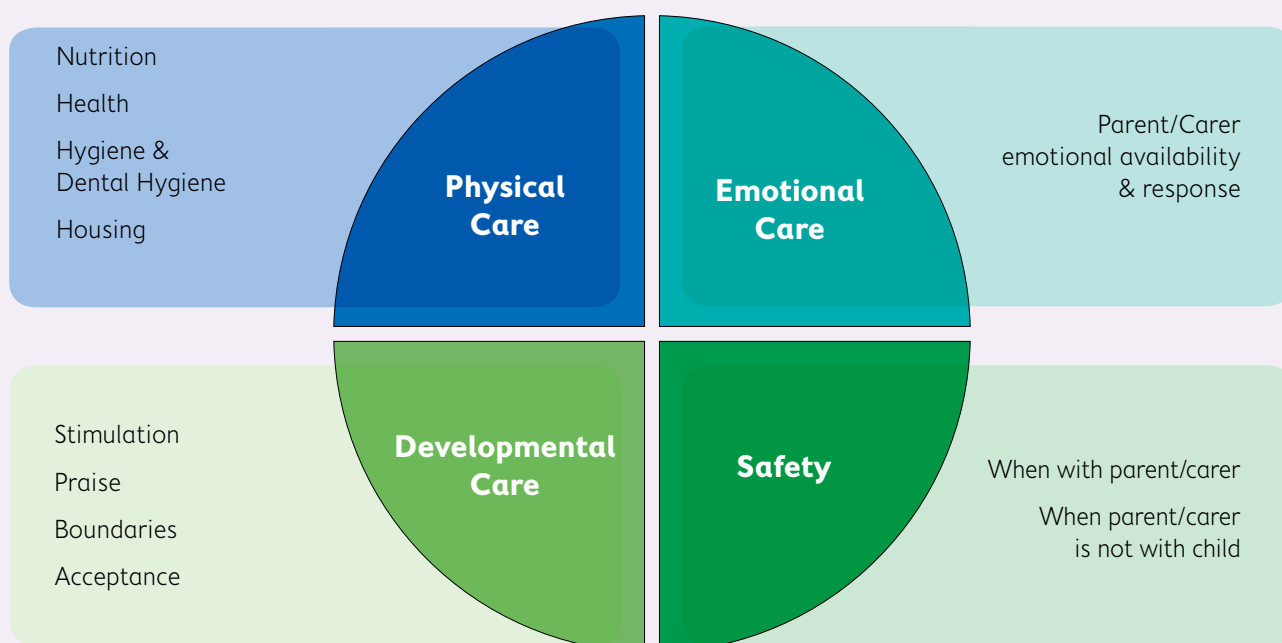 Nutrition
Health
Hygiene &
Dental Hygiene
Housing
Physical
Care
Emotional
Care
Parent/Carer
emotional availability
& response
Stimulation
Praise
Boundaries
Acceptance
Developmental
Care
Safety
When with parent/carer
When parent/carer
is not with child